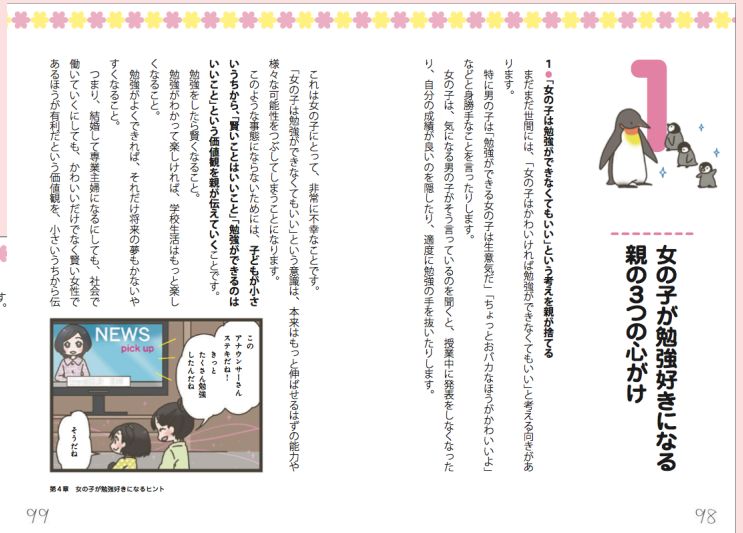 1
女の子が勉強好きになる
親の3つの心がけ
1●「女の子は勉強ができなくてもいい」という考えを親が捨てる
まだまだ世間には、「女の子はかわいければ勉強ができなくてもいい」と考える向きがあ
ります。
特に男の子は「勉強ができる女の子は生意気だ」「ちょっとおバカなほうがかわいいよ」
などと身勝手なことを言ったりします。
女の子は、気になる男の子がそう言っているのを聞くと、授業中に発表をしなくなった
り、自分の成績が良いのを隠したり、適度に勉強の手を抜いたりします。
98
これは女の子にとって、非常に不幸なことです。
「女の子は勉強ができなくてもいい」という意識は、本来はもっと伸ばせるはずの能力や
様々な可能性をつぶしてしまうことになります。
このような事態にならないためには、子どもが小さ
いうちから、「賢いことはいいこと」「勉強ができるのは
いいこと」という価値観を親が伝えていくことです。
勉強をしたら賢くなること。
勉強がわかって楽しければ、学校生活はもっと楽し
くなること。
勉強がよくできれば、それだけ将来の夢もかないや
すくなること。
つまり、結婚して専業主婦になるにしても、社会で
働いていくにしても、かわいいだけでなく賢い女性で
あるほうが有利だという価値観を、小さいうちから伝
NEWS
pick up
この
アナウンサーさん
ステキだね!
きっと
たくさん勉強
したんだね
そうだね
第4章 女の子が勉強好きになるヒント
99
す。